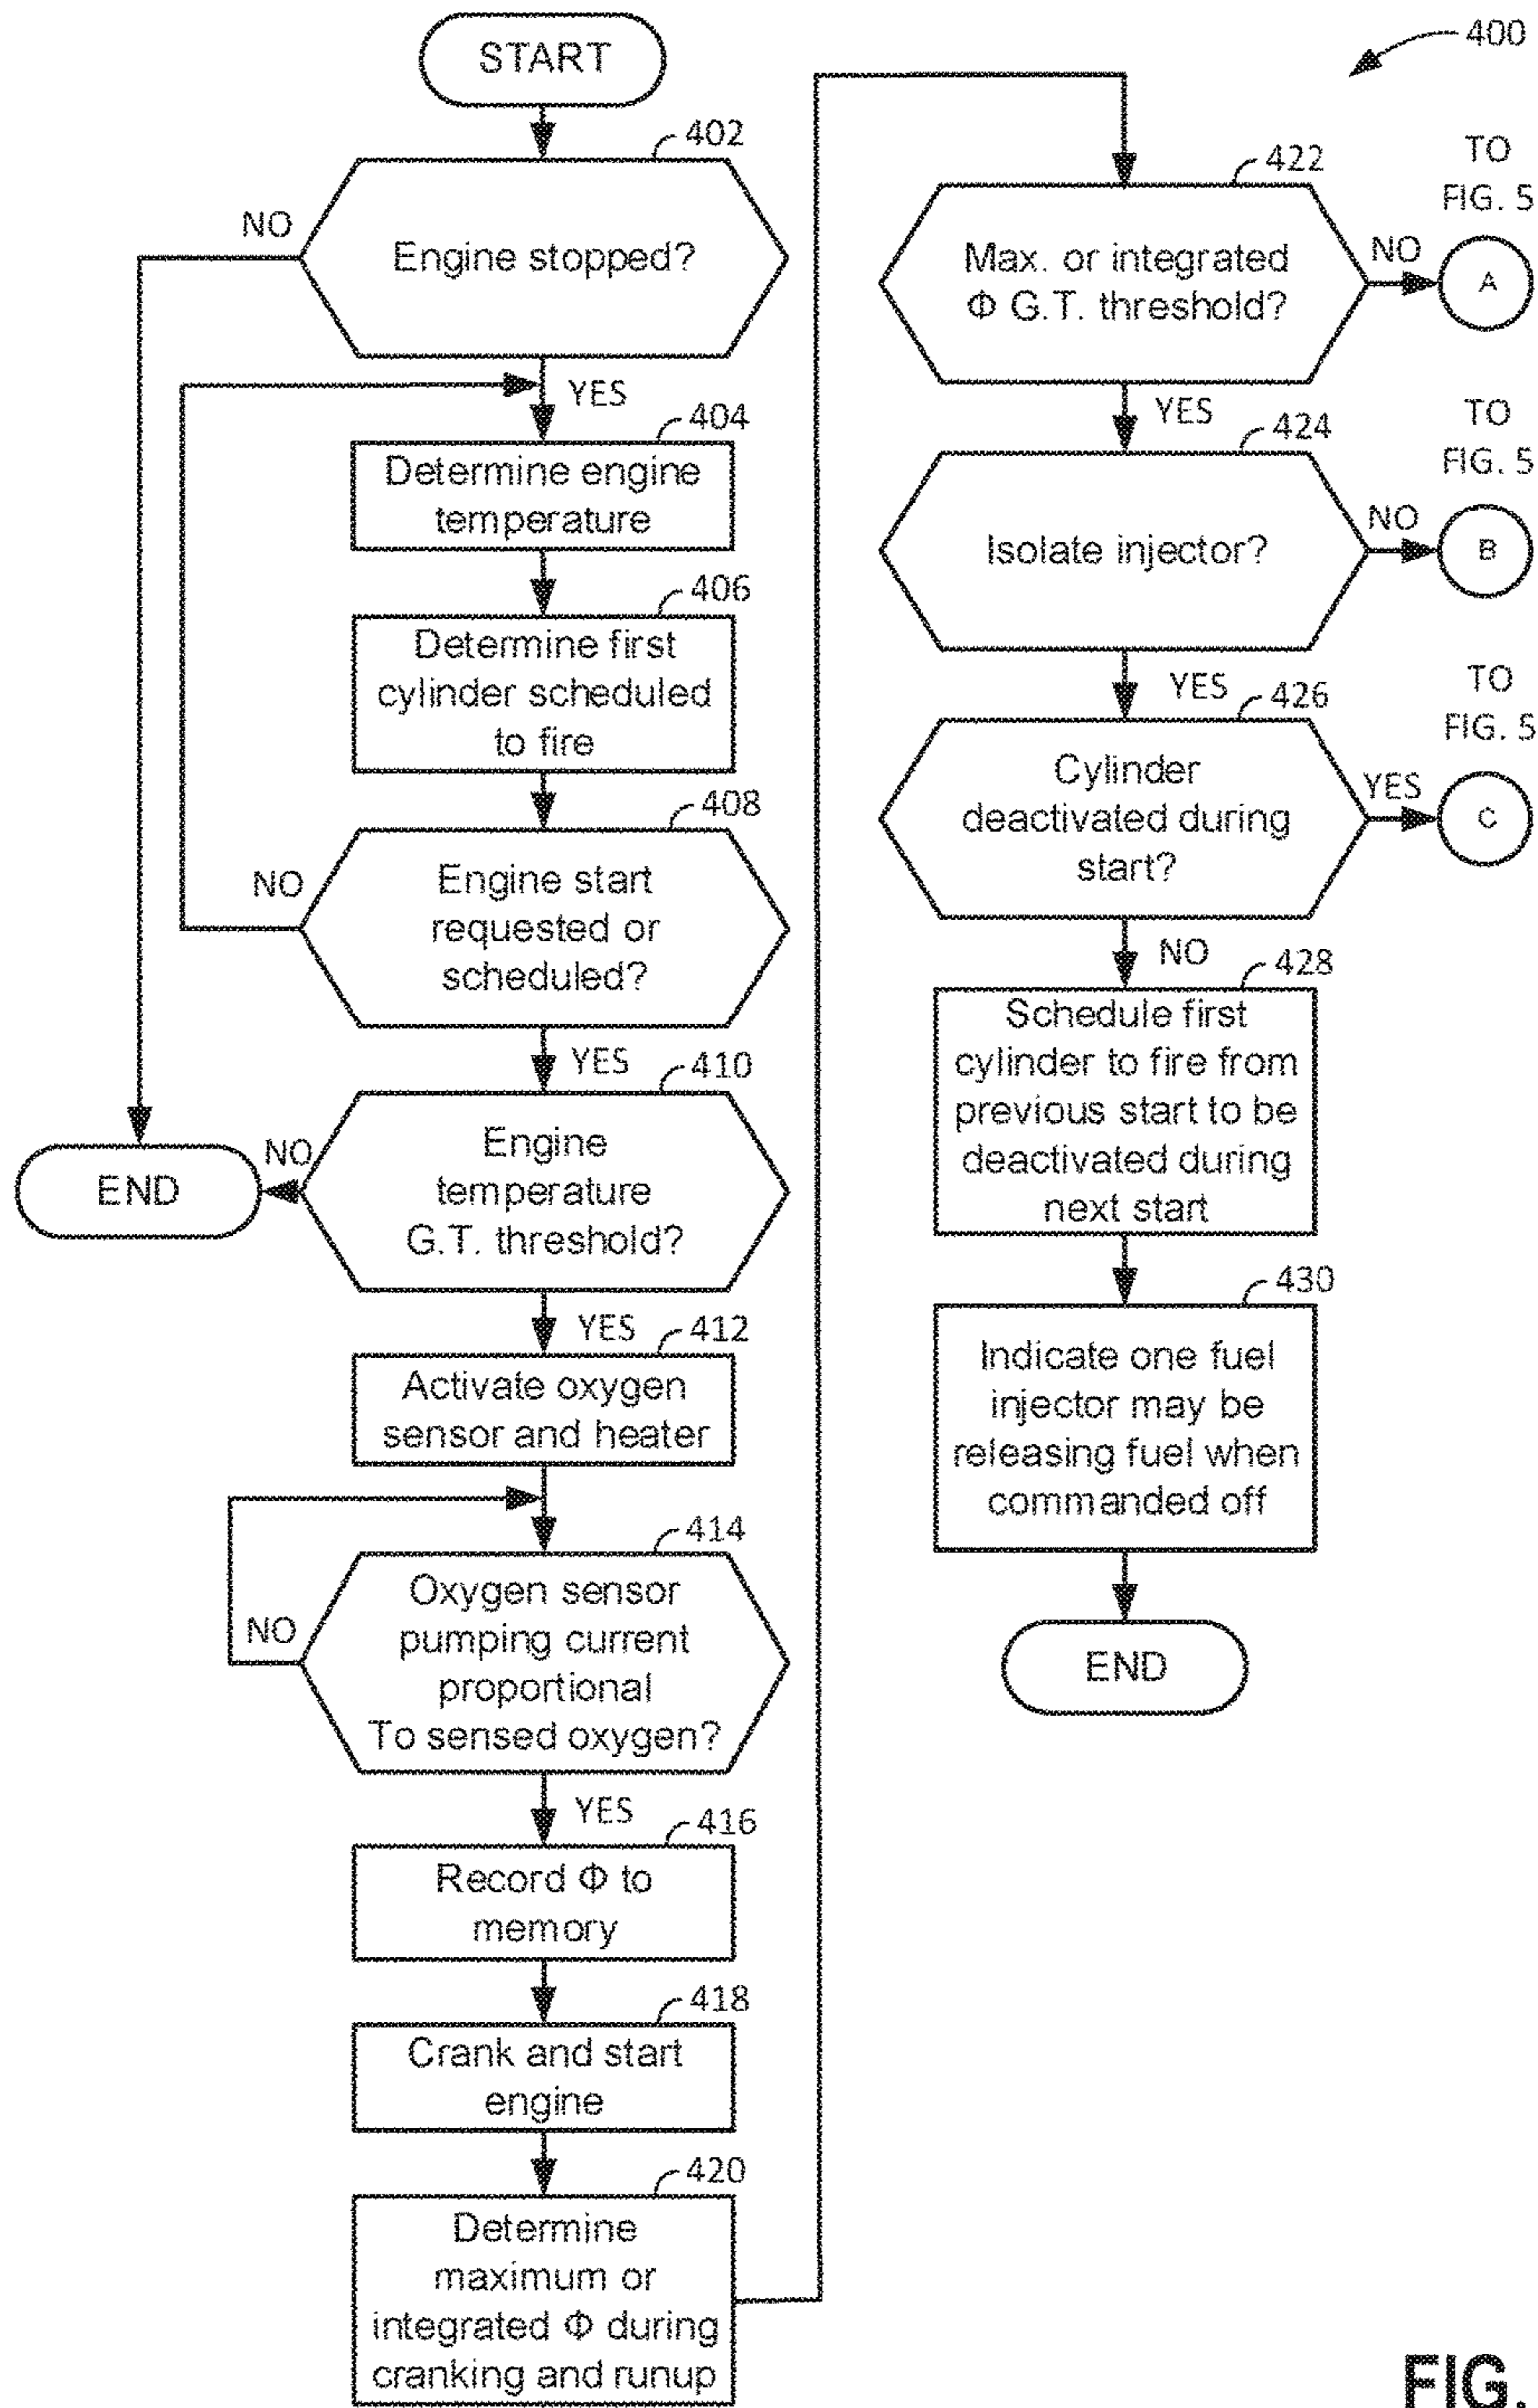 START
400
402
NO
Engine stopped?
YES
404
Determine engine
temperature
406
Determine first
cylinder scheduled
to fire
408
NO
Engine start
requested or
scheduled?
YES
410
NO
Engine
temperature
G.T. threshold?
END
YES
412
Activate oxygen
sensor and heater
414
NO
Oxygen sensor
pumping current
proportional
To sensed oxygen?
YES
416
Record Φ to
memory
418
Crank and start
engine
420
Determine
maximum or
integrated Φ during
cranking and runup
422
TO
FIG. 5
Max. or integrated
Φ G.T. threshold?
NO
A
YES
424
TO
FIG. 5
Isolate injector?
NO
B
YES
426
TO
FIG. 5
Cylinder
deactivated during
start?
YES
C
NO
428
Schedule first
cylinder to fire from
previous start to be
deactivated during
next start
430
Indicate one fuel
injector may be
releasing fuel when
commanded off
END
FIG.